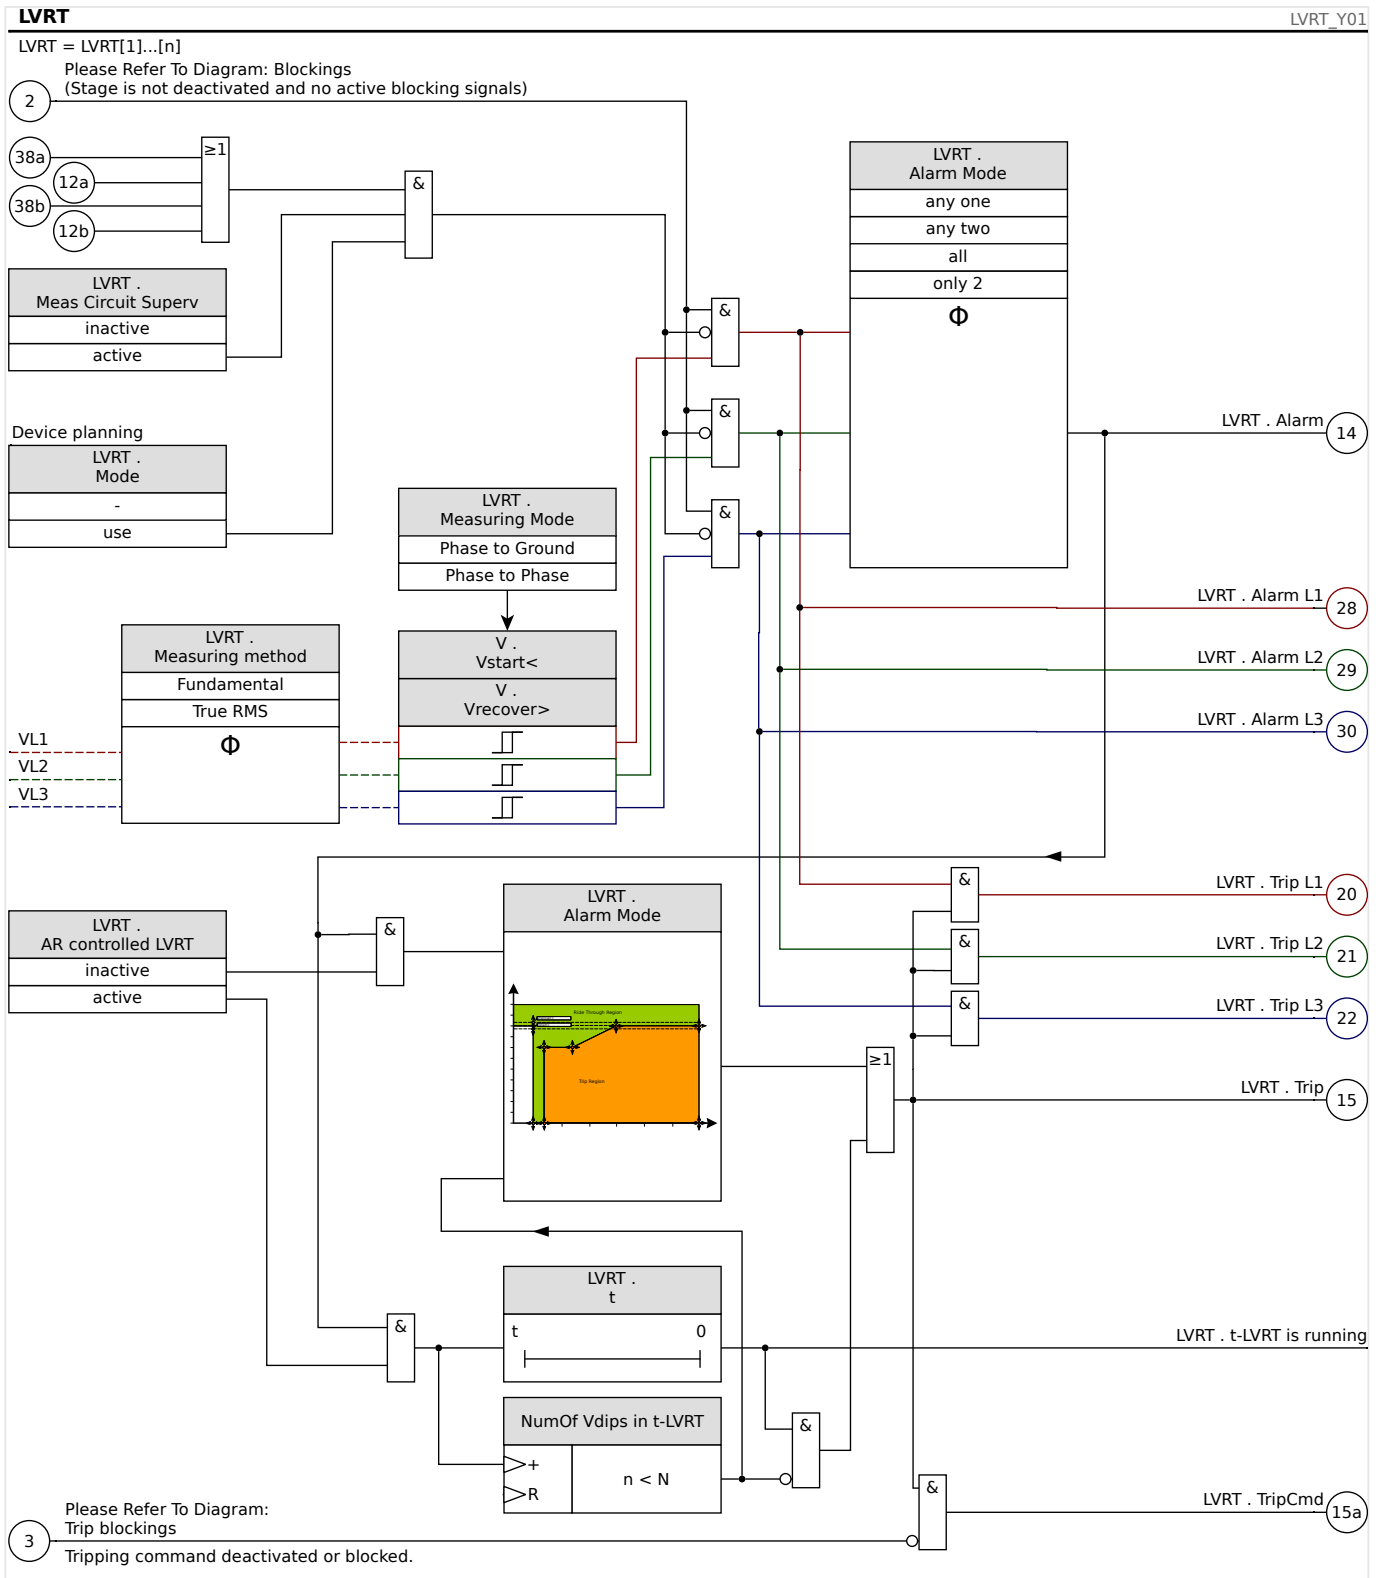 LVRT
LVRT_Y01
LVRT = LVRT[1]...[n]
Please Refer To Diagram: Blockings
(Stage is not deactivated and no active blocking signals)
2
38a
12a
38b
12b
≥1
&
LVRT .
Meas Circuit Superv
inactive
active
Device planning
LVRT .
Mode
-
use
LVRT .
Alarm Mode
any one
any two
all
only 2
Φ
&
&
&
LVRT . Alarm
14
LVRT .
Measuring Mode
Phase to Ground
Phase to Phase
LVRT . Alarm L1
28
LVRT . Alarm L2
29
LVRT . Alarm L3
30
LVRT .
Measuring method
Fundamental
True RMS
Φ
V .
Vstart<
V .
Vrecover>
VL1
VL2
VL3
LVRT .
AR controlled LVRT
inactive
active
&
LVRT .
Alarm Mode
Ride Through Region
Trip Region
&
LVRT . Trip L1
20
&
LVRT . Trip L2
21
&
LVRT . Trip L3
22
≥1
LVRT . Trip
15
&
LVRT .
t
t
0
LVRT . t-LVRT is running
NumOf Vdips in t-LVRT
+
R
n < N
&
&
LVRT . TripCmd
15a
Please Refer To Diagram:
Trip blockings
3
Tripping command deactivated or blocked.